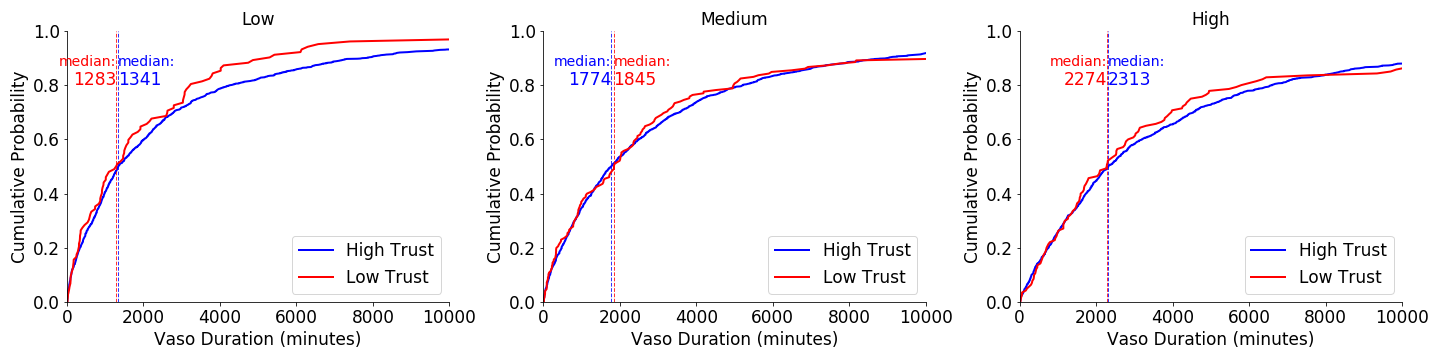 Low
Cumulative Probability
1.0
0.8
0.6
0.4
0.2
0.0
median:
1283
median:
1341
High Trust
Low Trust
0 2000 4000 6000 8000 10000
Vaso Duration (minutes)
Medium
Cumulative Probability
1.0
0.8
0.6
0.4
0.2
0.0
median:
1774
median:
1845
High Trust
Low Trust
0 2000 4000 6000 8000 10000
Vaso Duration (minutes)
High
Cumulative Probability
1.0
0.8
0.6
0.4
0.2
0.0
median:
2274
median:
2313
High Trust
Low Trust
0 2000 4000 6000 8000 10000
Vaso Duration (minutes)